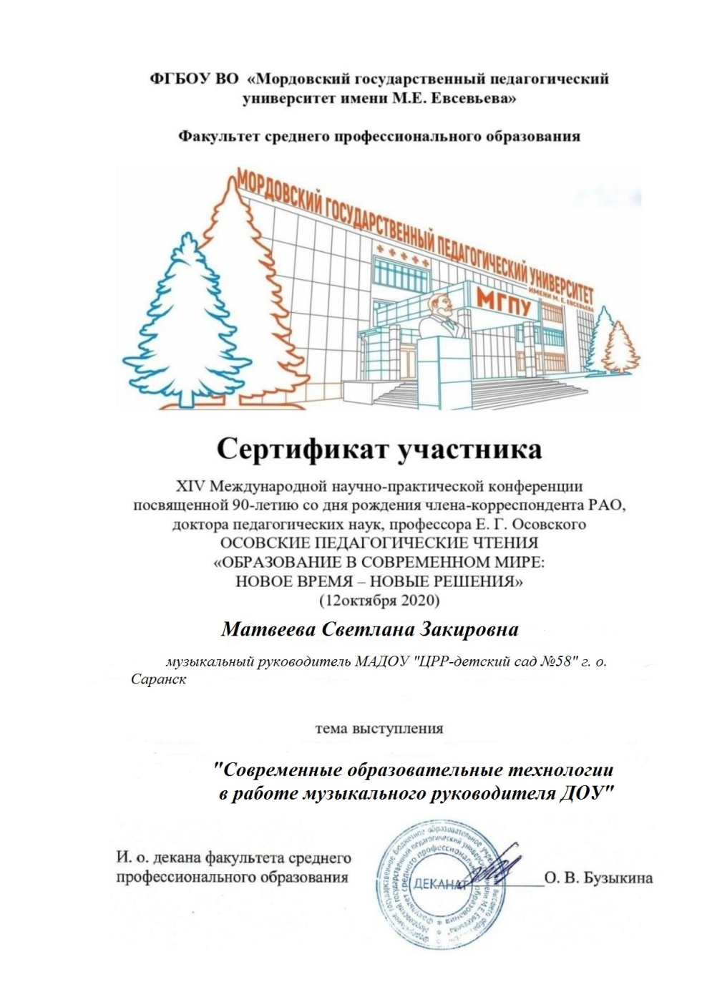 ФГБОУ ВО «Мордовский государственный педагогический
университет имени М.Е. Евсевьева»
Факультет среднего профессионального образования
МОРДОВСКИЙ ГОСУДАРСТВЕННЫЙ ПЕДАГОГИЧЕСКИЙ УНИВЕРСИТЕТ
ИМЕНИ М. Е. ЕВСЕВЬЕВА
МГПУ
Сертификат участника
XIV Международной научно-практической конференции
посвященной 90-летию со дня рождения члена-корреспондента РАО,
доктора педагогических наук, профессора Е. Г. Осовского
ОСОВСКИЕ ПЕДАГОГИЧЕСКИЕ ЧТЕНИЯ
«ОБРАЗОВАНИЕ В СОВРЕМЕННОМ МИРЕ:
НОВОЕ ВРЕМЯ – НОВЫЕ РЕШЕНИЯ»
(12октября 2020)
Матвеева Светлана Закировна
музыкальный руководитель МАДОУ "ЦРР-детский сад №58" г. о.
Саранск
тема выступления
"Современные образовательные технологии
в работе музыкального руководителя ДОУ"
И. о. декана факультета среднего
профессионального образования
ДЕКАНАТ
О. В. Бузыкина